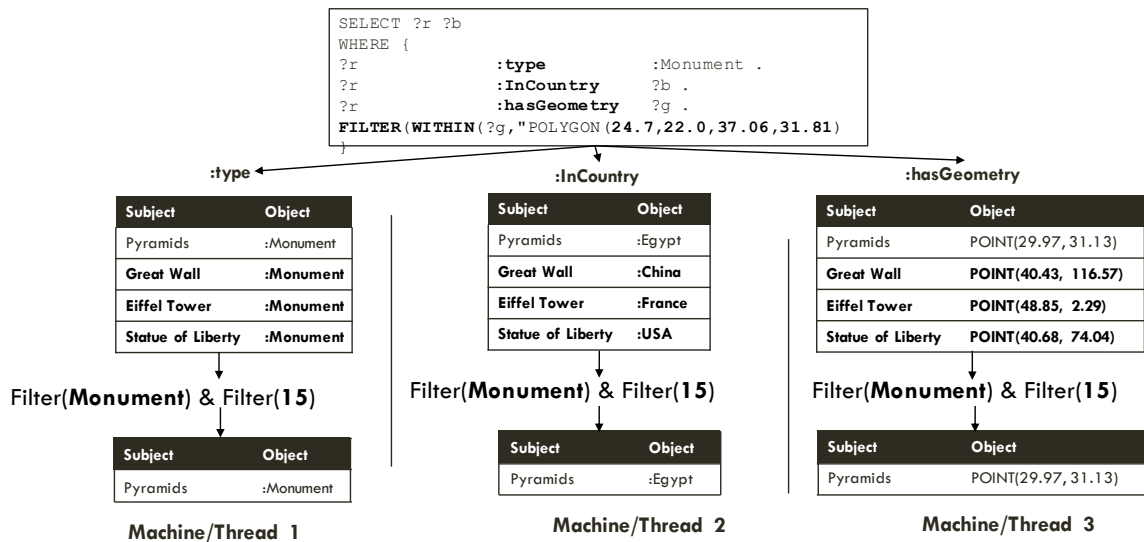 SELECT ?r ?b
WHERE {
?r :type :Monument .
?r :InCountry ?b .
?r :hasGeometry ?g .
FILTER(WITHIN(?g,"POLYGON(24.7,22.0,37.06,31.81)
}
:type
Subject Object
Pyramids :Monument
Great Wall :Monument
Eiffel Tower :Monument
Statue of Liberty :Monument
Filter(Monument) & Filter(15)
Subject Object
Pyramids :Monument
Machine/Thread 1
:InCountry
Subject Object
Pyramids :Egypt
Great Wall :China
Eiffel Tower :France
Statue of Liberty :USA
Filter(Monument) & Filter(15)
Subject Object
Pyramids :Egypt
Machine/Thread 2
:hasGeometry
Subject Object
Pyramids POINT(29.97, 31.13)
Great Wall POINT(40.43, 116.57)
Eiffel Tower POINT(48.85, 2.29)
Statue of Liberty POINT(40.68, 74.04)
Filter(Monument) & Filter(15)
Subject Object
Pyramids POINT(29.97, 31.13)
Machine/Thread 3